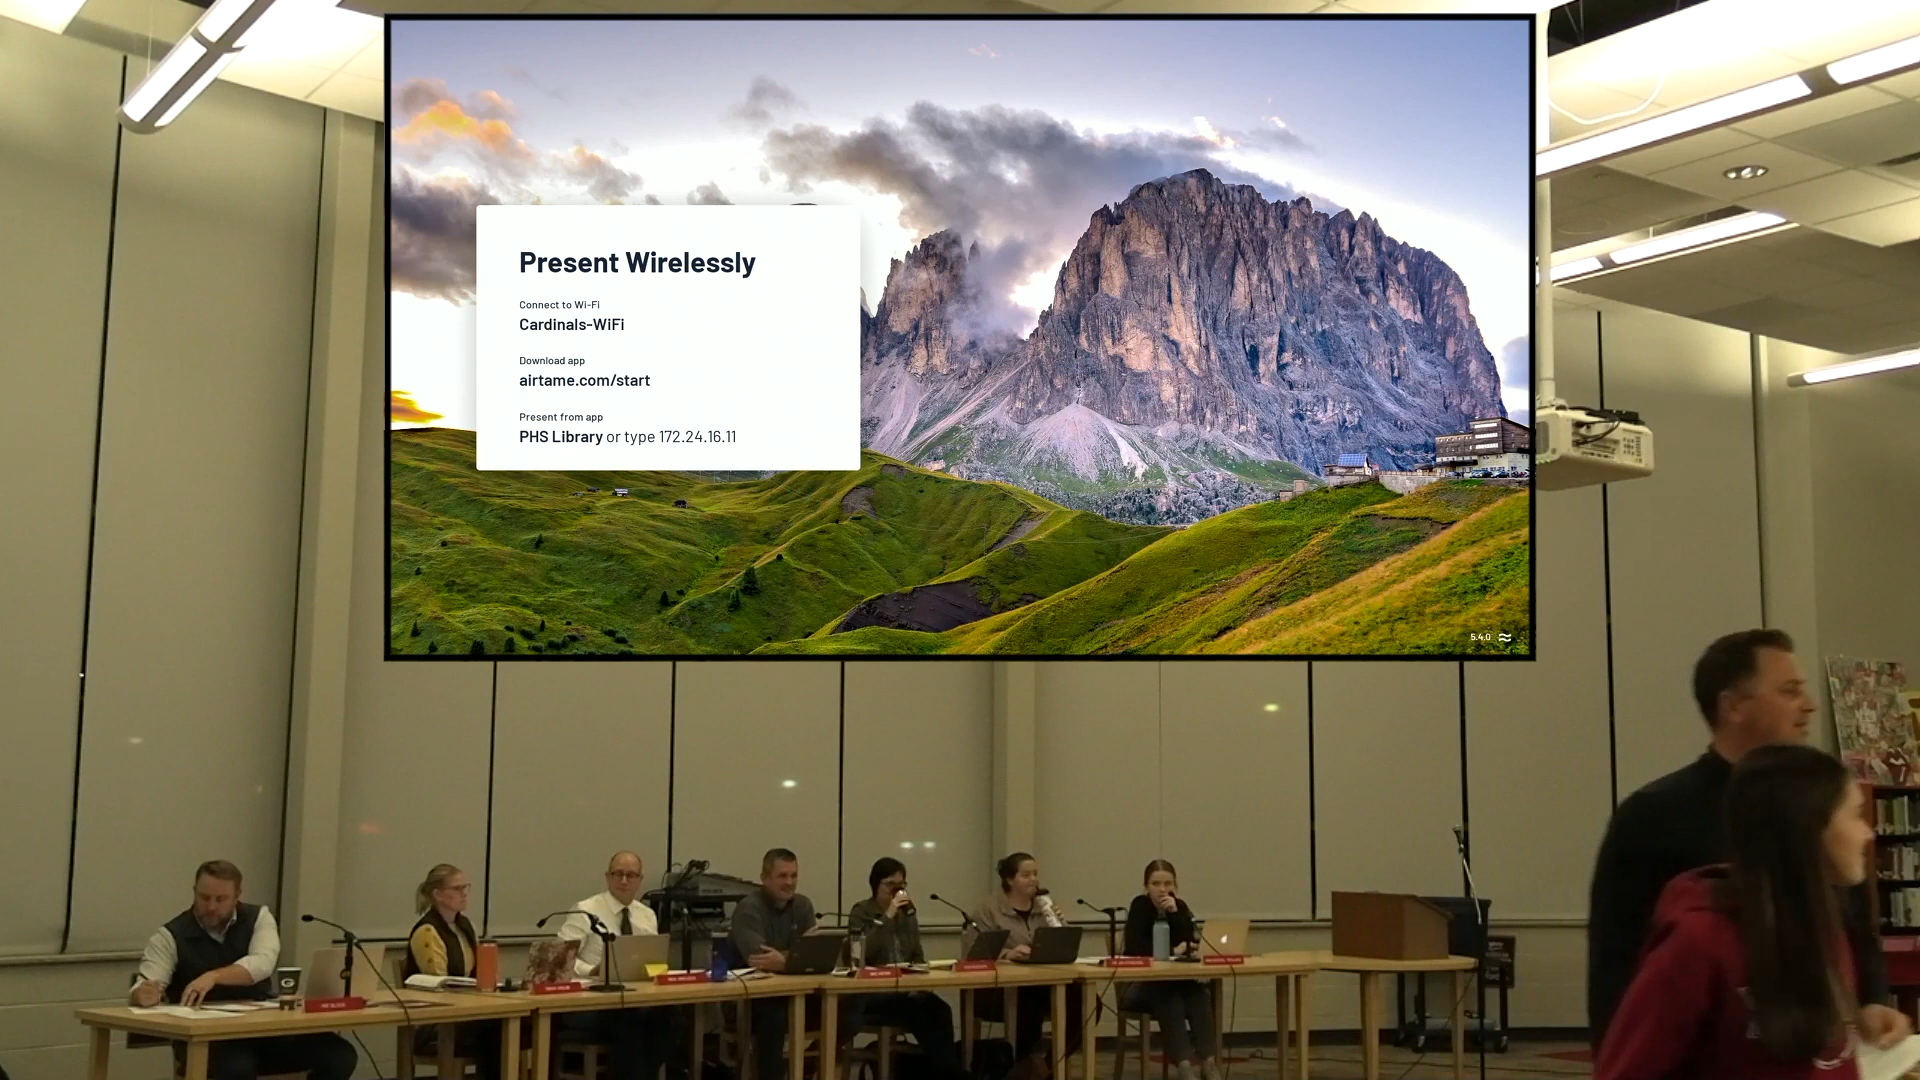 Present Wirelessly
Connect to Wi-Fi
Cardinals-WiFi
Download app
airtame.com/start
Present from app
PHS Library or type 172.24.16.11
5.4.0
G